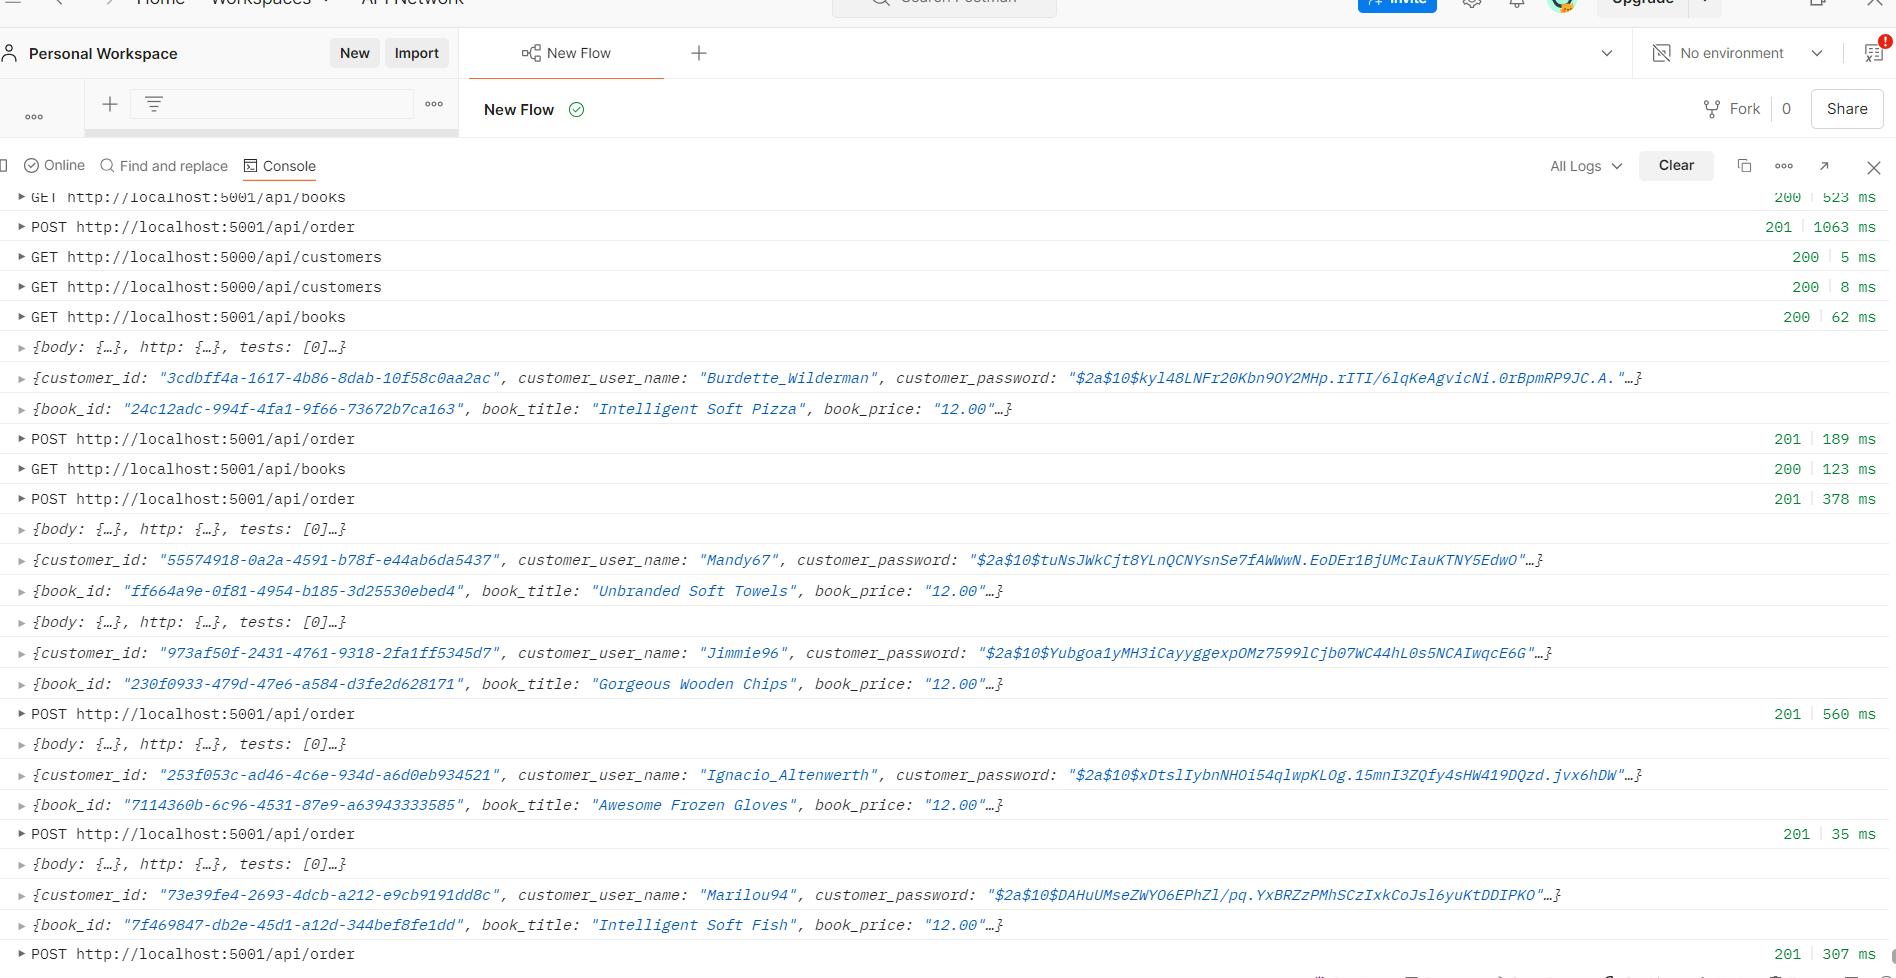 Home Workspaces API Network Search Postman Invite Upgrade
Personal Workspace New Import New Flow No environment
New Flow Fork 0 Share
Online Find and replace Console All Logs Clear
GET http://localhost:5001/api/books 200 523 ms
POST http://localhost:5001/api/order 201 1063 ms
GET http://localhost:5000/api/customers 200 5 ms
GET http://localhost:5000/api/customers 200 8 ms
GET http://localhost:5001/api/books 200 62 ms
{body: {…}, http: {…}, tests: [0]…}
{customer_id: "3cdbff4a-1617-4b86-8dab-10f58c0aa2ac", customer_user_name: "Burdette_Wilderman", customer_password: "$2a$10$kyl48LNFr20Kbn9OY2MHp.rITI/6lqKeAgvicNi.0rBpmRP9JC.A."…}
{book_id: "24c12adc-994f-4fa1-9f66-73672b7ca163", book_title: "Intelligent Soft Pizza", book_price: "12.00"…}
POST http://localhost:5001/api/order 201 189 ms
GET http://localhost:5001/api/books 200 123 ms
POST http://localhost:5001/api/order 201 378 ms
{body: {…}, http: {…}, tests: [0]…}
{customer_id: "55574918-0a2a-4591-b78f-e44ab6da5437", customer_user_name: "Mandy67", customer_password: "$2a$10$tuNsJWkCjt8YLnQCNYsnSe7fAWWwN.EoDEr1BjUMcIauKTNY5EdwO"…}
{book_id: "ff664a9e-0f81-4954-b185-3d25530ebed4", book_title: "Unbranded Soft Towels", book_price: "12.00"…}
{body: {…}, http: {…}, tests: [0]…}
{customer_id: "973af50f-2431-4761-9318-2fa1ff5345d7", customer_user_name: "Jimmie96", customer_password: "$2a$10$Yubgoa1yMH3iCayyggexpOMz7599lCjb07WC44hL0s5NCAIwqcE6G"…}
{book_id: "230f0933-479d-47e6-a584-d3fe2d628171", book_title: "Gorgeous Wooden Chips", book_price: "12.00"…}
POST http://localhost:5001/api/order 201 560 ms
{body: {…}, http: {…}, tests: [0]…}
{customer_id: "253f053c-ad46-4c6e-934d-a6d0eb934521", customer_user_name: "Ignacio_Altenwerth", customer_password: "$2a$10$xDtslIybnNHOi54qlwpKLOg.15mnI3ZQfy4sHW419DQzd.jvx6hDW"…}
{book_id: "7114360b-6c96-4531-87e9-a63943333585", book_title: "Awesome Frozen Gloves", book_price: "12.00"…}
POST http://localhost:5001/api/order 201 35 ms
{body: {…}, http: {…}, tests: [0]…}
{customer_id: "73e39fe4-2693-4dcb-a212-e9cb9191dd8c", customer_user_name: "Marilou94", customer_password: "$2a$10$DAHuUMseZWYO6EPhZl/pq.YxBRZzPMhSCzIxkCoJsl6yuKtDDIPKO"…}
{book_id: "7f469847-db2e-45d1-a12d-344bef8fe1dd", book_title: "Intelligent Soft Fish", book_price: "12.00"…}
POST http://localhost:5001/api/order 201 307 ms